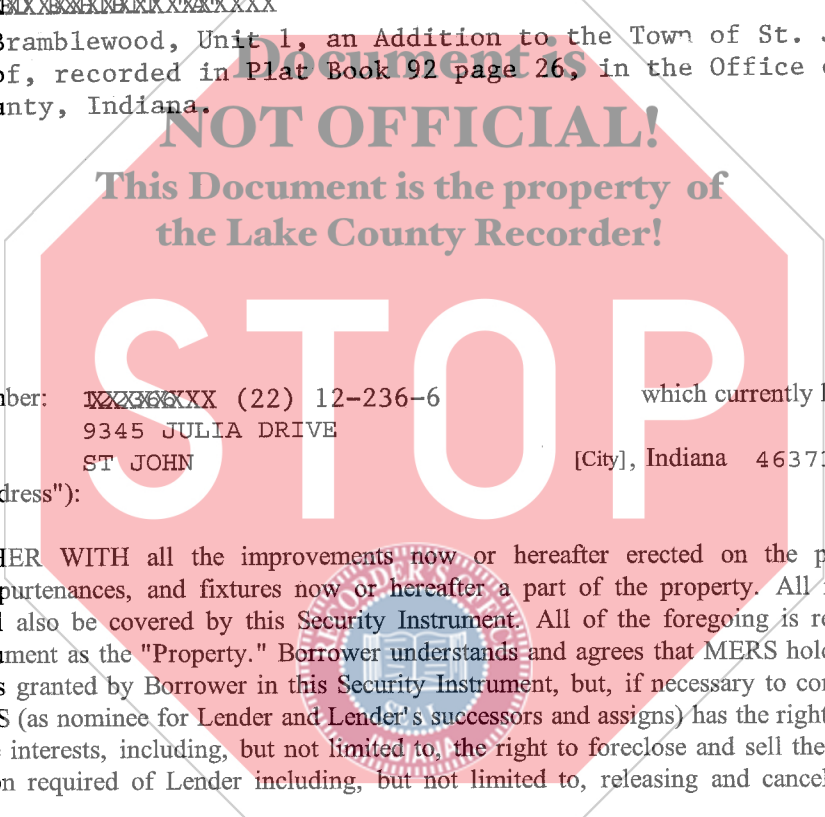 Bramblewood, Unit 1, an Addition to the Town of St. J
Document is
of, recorded in Plat Book 92 page 26, in the Office
unty, Indiana.
NOT OFFICIAL!
This Document is the property of
the Lake County Recorder!
STOP
mber: (22) 12-236-6 which currently
9345 JULIA DRIVE
ST JOHN [City], Indiana 4637
dress"):
HER WITH all the improvements now or hereafter erected on the p
purtenances, and fixtures now or hereafter a part of the property. All
l also be covered by this Security Instrument. All of the foregoing is re
ument as the "Property." Borrower understands and agrees that MERS hold
s granted by Borrower in this Security Instrument, but, if necessary to co
S (as nominee for Lender and Lender's successors and assigns) has the right
e interests, including, but not limited to, the right to foreclose and sell the
on required of Lender including, but not limited to, releasing and cancel